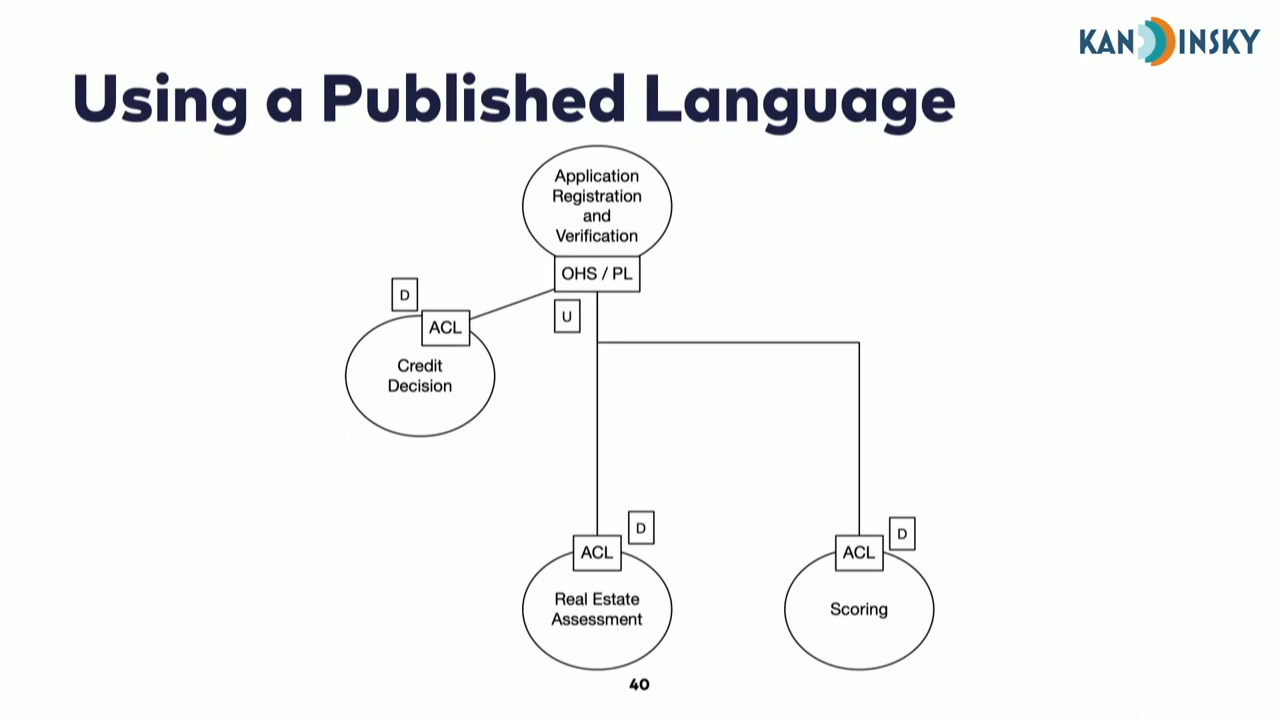 KANDDINSKY
Using a Published Language
Application
Registration
and
Verification
OHS / PL
D
U
ACL
Credit
Decision
D
ACL
Real Estate
Assessment
D
ACL
Scoring
40